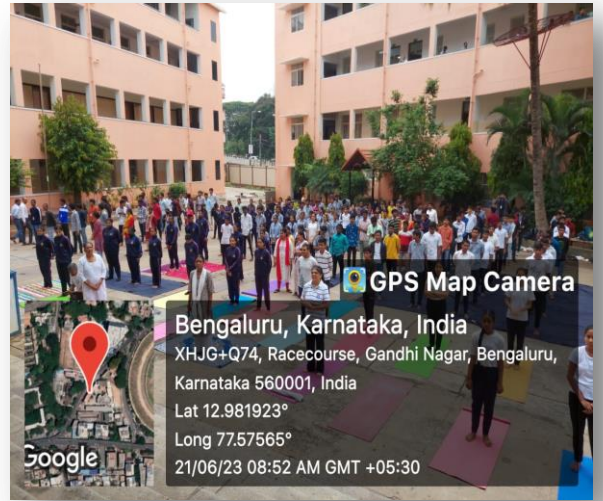 GPS Map Camera
Bengaluru, Karnataka, India
XHJG+Q74, Racecourse, Gandhi Nagar, Bengaluru,
Karnataka 560001, India
Lat 12.981923°
Long 77.57565°
21/06/23 08:52 AM GMT +05:30
Google